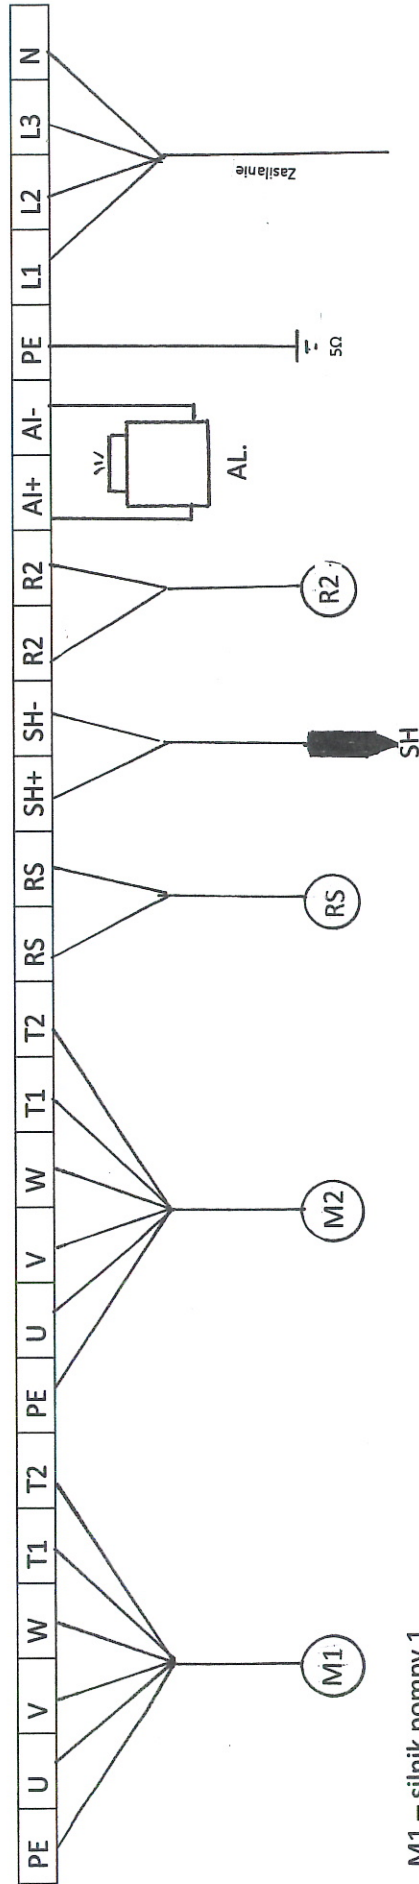 PE U V W T1 T2 PE U V W T1 T2 RS RS SH+ SH- R2 R2 AI+ AI- PE L1 L2 L3 N
Zasilanie
5Ω
AL.
M1 M2 RS R2
SH
M1 – silnik pompy 1